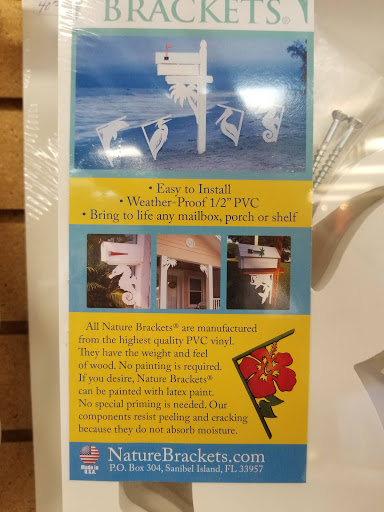 BRACKETS®
• Easy to Install
• Weather-Proof 1/2" PVC
• Bring to life any mailbox, porch or shelf
All Nature Brackets® are manufactured
from the highest quality PVC vinyl.
They have the weight and feel
of wood. No painting is required.
If you desire, Nature Brackets®
can be painted with latex paint.
No special priming is needed. Our
components resist peeling and cracking
because they do not absorb moisture.
Made in
U.S.A.
NatureBrackets.com
P.O. Box 304, Sanibel Island, FL 33957